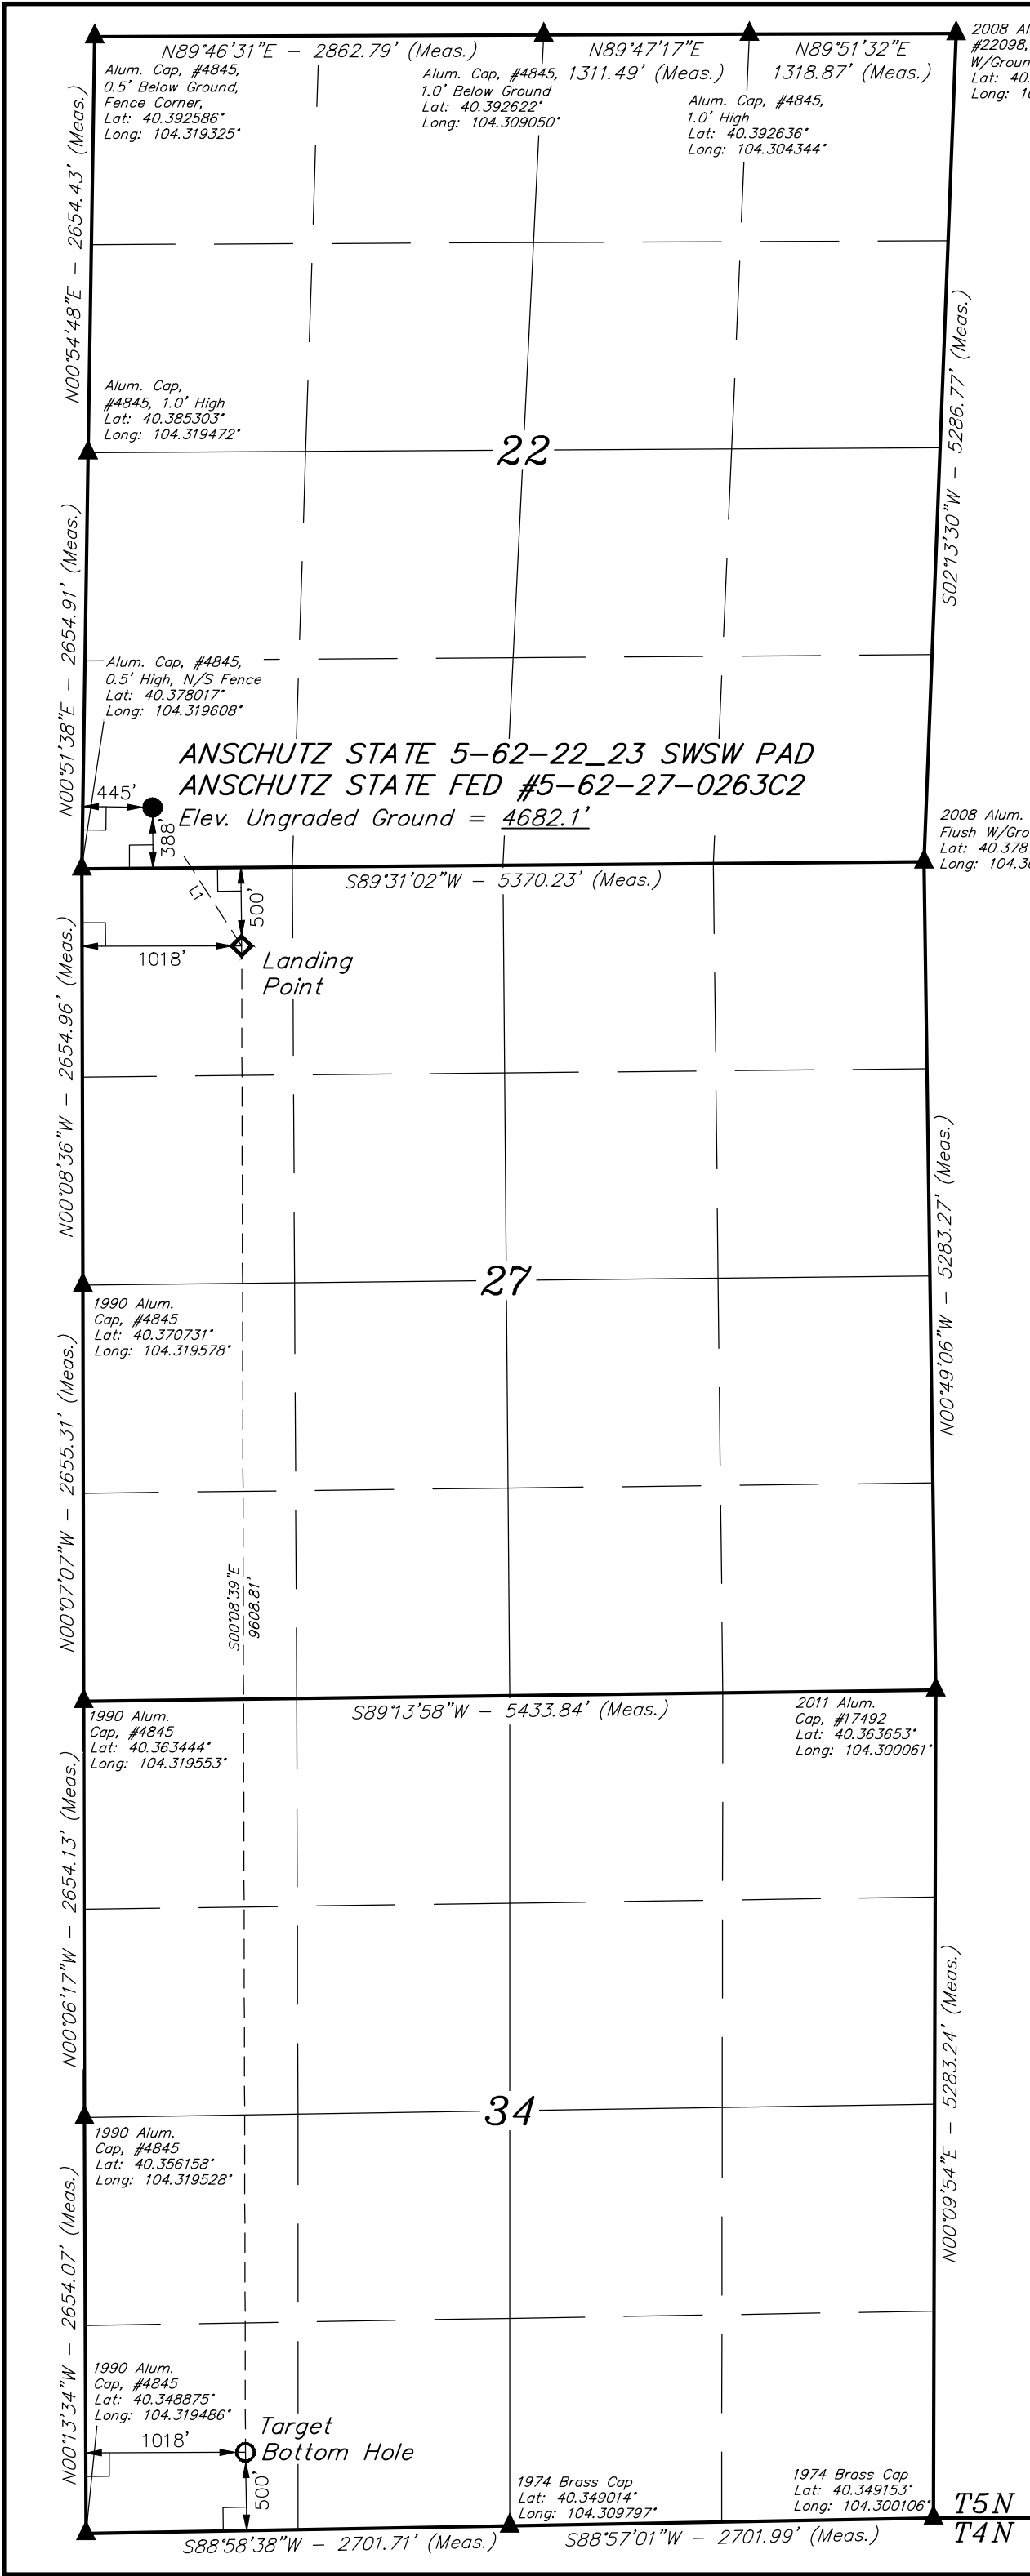 N89°46'31"E - 2862.79' (Meas.)
N89°47'17"E
1311.49' (Meas.)
N89°51'32"E
1318.87' (Meas.)
2008 Al
#22098,
W/Ground
Lat: 40.
Long: 10
Alum. Cap, #4845,
0.5' Below Ground,
Fence Corner,
Lat: 40.392586°
Long: 104.319325°
Alum. Cap, #4845,
1.0' Below Ground
Lat: 40.392622°
Long: 104.309050°
Alum. Cap, #4845,
1.0' High
Lat: 40.392636°
Long: 104.304344°
N00°54'48"E - 2654.43' (Meas.)
Alum. Cap,
#4845, 1.0' High
Lat: 40.385303°
Long: 104.319472°
22
S02°13'30"W - 5286.77' (Meas.)
N00°51'38"E - 2654.91' (Meas.)
Alum. Cap, #4845,
0.5' High, N/S Fence
Lat: 40.378017°
Long: 104.319608°
ANSCHUTZ STATE 5-62-22_23 SWSW PAD
ANSCHUTZ STATE FED #5-62-27-0263C2
Elev. Ungraded Ground = 4682.1'
445'
388'
2008 Alum.
Flush W/Gro
Lat: 40.378
Long: 104.30
S89°31'02"W - 5370.23' (Meas.)
L1
500'
1018'
Landing
Point
N00°08'36"W - 2654.96' (Meas.)
27
1990 Alum.
Cap, #4845
Lat: 40.370731°
Long: 104.319578°
N00°49'06"W - 5283.27' (Meas.)
N00°07'07"W - 2655.31' (Meas.)
S00°08'39"E
9608.81'
S89°13'58"W - 5433.84' (Meas.)
1990 Alum.
Cap, #4845
Lat: 40.363444°
Long: 104.319553°
2011 Alum.
Cap, #17492
Lat: 40.363653°
Long: 104.300061°
N00°06'17"W - 2654.13' (Meas.)
34
1990 Alum.
Cap, #4845
Lat: 40.356158°
Long: 104.319528°
N00°09'54"E - 5283.24' (Meas.)
N00°13'34"W - 2654.07' (Meas.)
1990 Alum.
Cap, #4845
Lat: 40.348875°
Long: 104.319486°
1018'
Target
Bottom Hole
500'
1974 Brass Cap
Lat: 40.349014°
Long: 104.309797°
1974 Brass Cap
Lat: 40.349153°
Long: 104.300106°
T5N
T4N
S88°58'38"W - 2701.71' (Meas.)
S88°57'01"W - 2701.99' (Meas.)